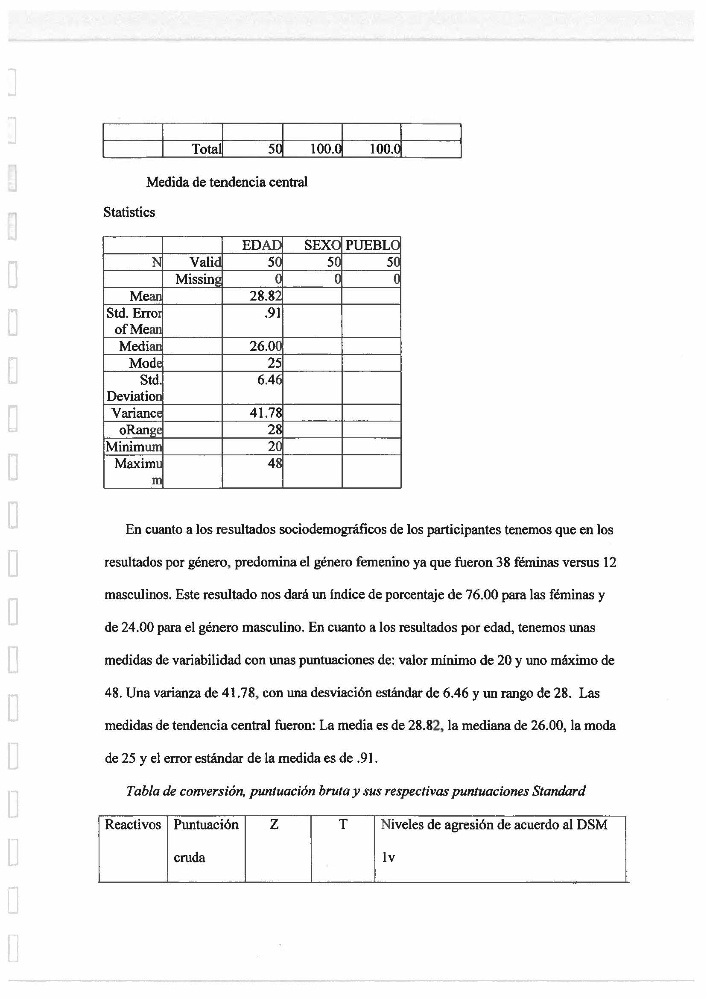 Total 50 100.0 100.0
Medida de tendencia central
Statistics
EDAD SEXO PUEBLO
N Valid 50 50 50
Missing 0 0 0
Mean 28.82
Std. Error .91
of Mean
Median 26.00
Mode 25
Std. 6.46
Deviation
Variance 41.78
oRange 28
Minimum 20
Maximu 48
m
En cuanto a los resultados sociodemográficos de los participantes tenemos que en los
resultados por género, predomina el género femenino ya que fueron 38 féminas versus 12
masculinos. Este resultado nos dará un índice de porcentaje de 76.00 para las féminas y
de 24.00 para el género masculino. En cuanto a los resultados por edad, tenemos unas
medidas de variabilidad con unas puntuaciones de: valor mínimo de 20 y uno máximo de
48. Una varianza de 41.78, con una desviación estándar de 6.46 y un rango de 28. Las
medidas de tendencia central fueron: La media es de 28.82, la mediana de 26.00, la moda
de 25 y el error estándar de la medida es de .91.
Tabla de conversión, puntuación bruta y sus respectivas puntuaciones Standard
Reactivos Puntuación Z T Niveles de agresión de acuerdo al DSM
cruda 1v